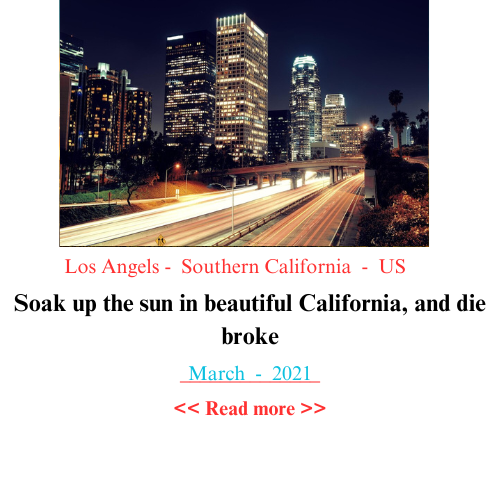 Los Angels - Southern California - US
Soak up the sun in beautiful California, and die
broke
March - 2021
<< Read more >>